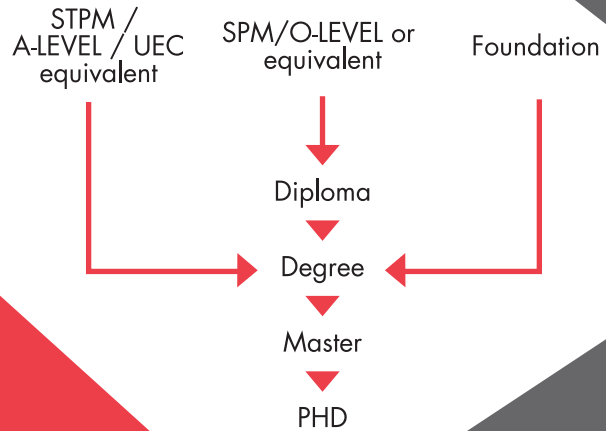 STPM /
A-LEVEL / UEC
equivalent
SPM/O-LEVEL or
equivalent
Foundation
Diploma
Degree
Master
PHD